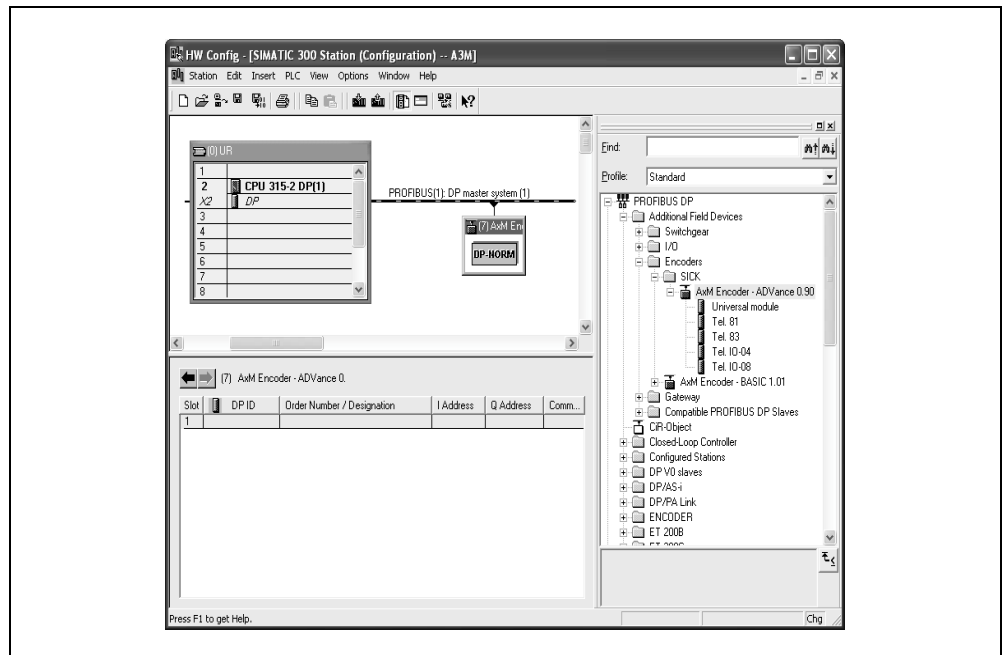 HW Config - [SIMATIC 300 Station (Configuration) -- A3M]
Station Edit Insert PLC View Options Window Help
(0) UR
1
2 CPU 315-2 DP(1)
X2 DP
3
4
5
6
7
8
PROFIBUS(1): DP master system (1)
(7) AxM En
DP-NORM
(7) AxM Encoder - ADVance 0.
Slot DP ID Order Number / Designation I Address Q Address Comm...
1
Find:
Profile: Standard
PROFIBUS DP
Additional Field Devices
Switchgear
I/O
Encoders
SICK
AxM Encoder - ADVance 0.90
Universal module
Tel. 81
Tel. 83
Tel. IO-04
Tel. IO-08
AxM Encoder - BASIC 1.01
Gateway
Compatible PROFIBUS DP Slaves
CiR-Object
Closed-Loop Controller
Configured Stations
DP V0 slaves
DP/AS-i
DP/PA Link
ENCODER
ET 200B
Press F1 to get Help.
Chg